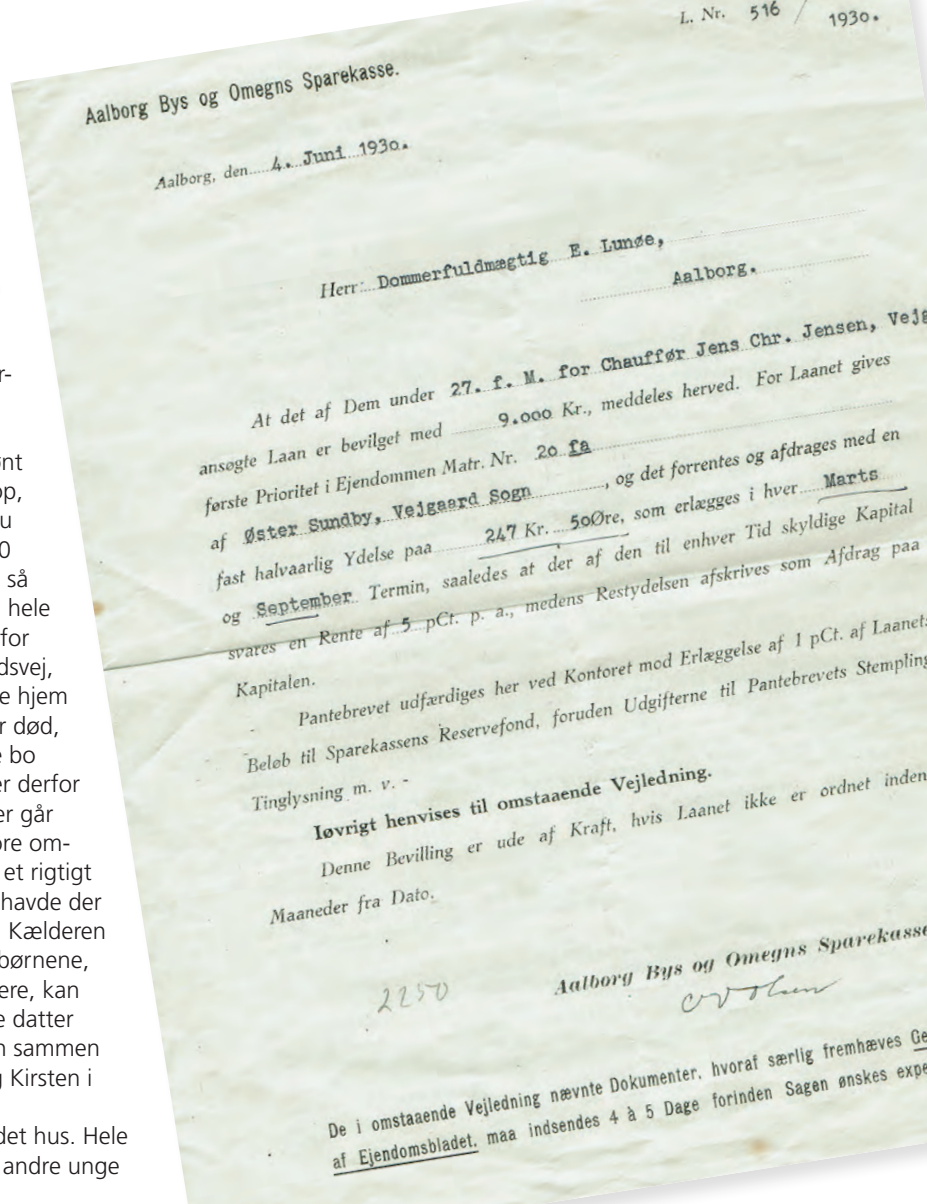 L. Nr. 516 / 1930.
Aalborg Bys og Omegns Sparekasse.
Aalborg, den 4. Juni 1930.
Herr: Dommerfuldmægtig E. Lunøe,
Aalborg.
At det af Dem under 27. f. M. for Chauffør Jens Chr. Jensen, Vejg
ansøgte Laan er bevilget med 9.000 Kr., meddeles herved. For Laanet gives
første Prioritet i Ejendommen Matr. Nr. 20 fa
af Øster Sundby, Vejgaard Sogn, og det forrentes og afdrages med en
fast halvaarlig Ydelse paa 247 Kr. 50 Øre, som erlægges i hver Marts
og September Termin, saaledes at der af den til enhver Tid skyldige Kapital
svares en Rente af 5 pCt. p. a., medens Restydelsen afskrives som Afdrag paa
Kapitalen.
Pantebrevet udfærdiges her ved Kontoret mod Erlæggelse af 1 pCt. af Laanets
Beløb til Sparekassens Reservefond, foruden Udgifterne til Pantebrevets Stempling
Tinglysning m. v. -
Iøvrigt henvises til omstaaende Vejledning.
Denne Bevilling er ude af Kraft, hvis Laanet ikke er ordnet inden
Maaneder fra Dato.
Aalborg Bys og Omegns Sparekasse
2250
De i omstaaende Vejledning nævnte Dokumenter, hvoraf særlig fremhæves Ge
af Ejendomsbladet, maa indsendes 4 à 5 Dage forinden Sagen ønskes expe
r-
ønt
op,
u
0
så
hele
for
dsvej,
e hjem
r død,
e bo
er derfor
er går
ore om-
et rigtigt
havde der
Kælderen
børnene,
ere, kan
e datter
n sammen
g Kirsten i
det hus. Hele
andre unge